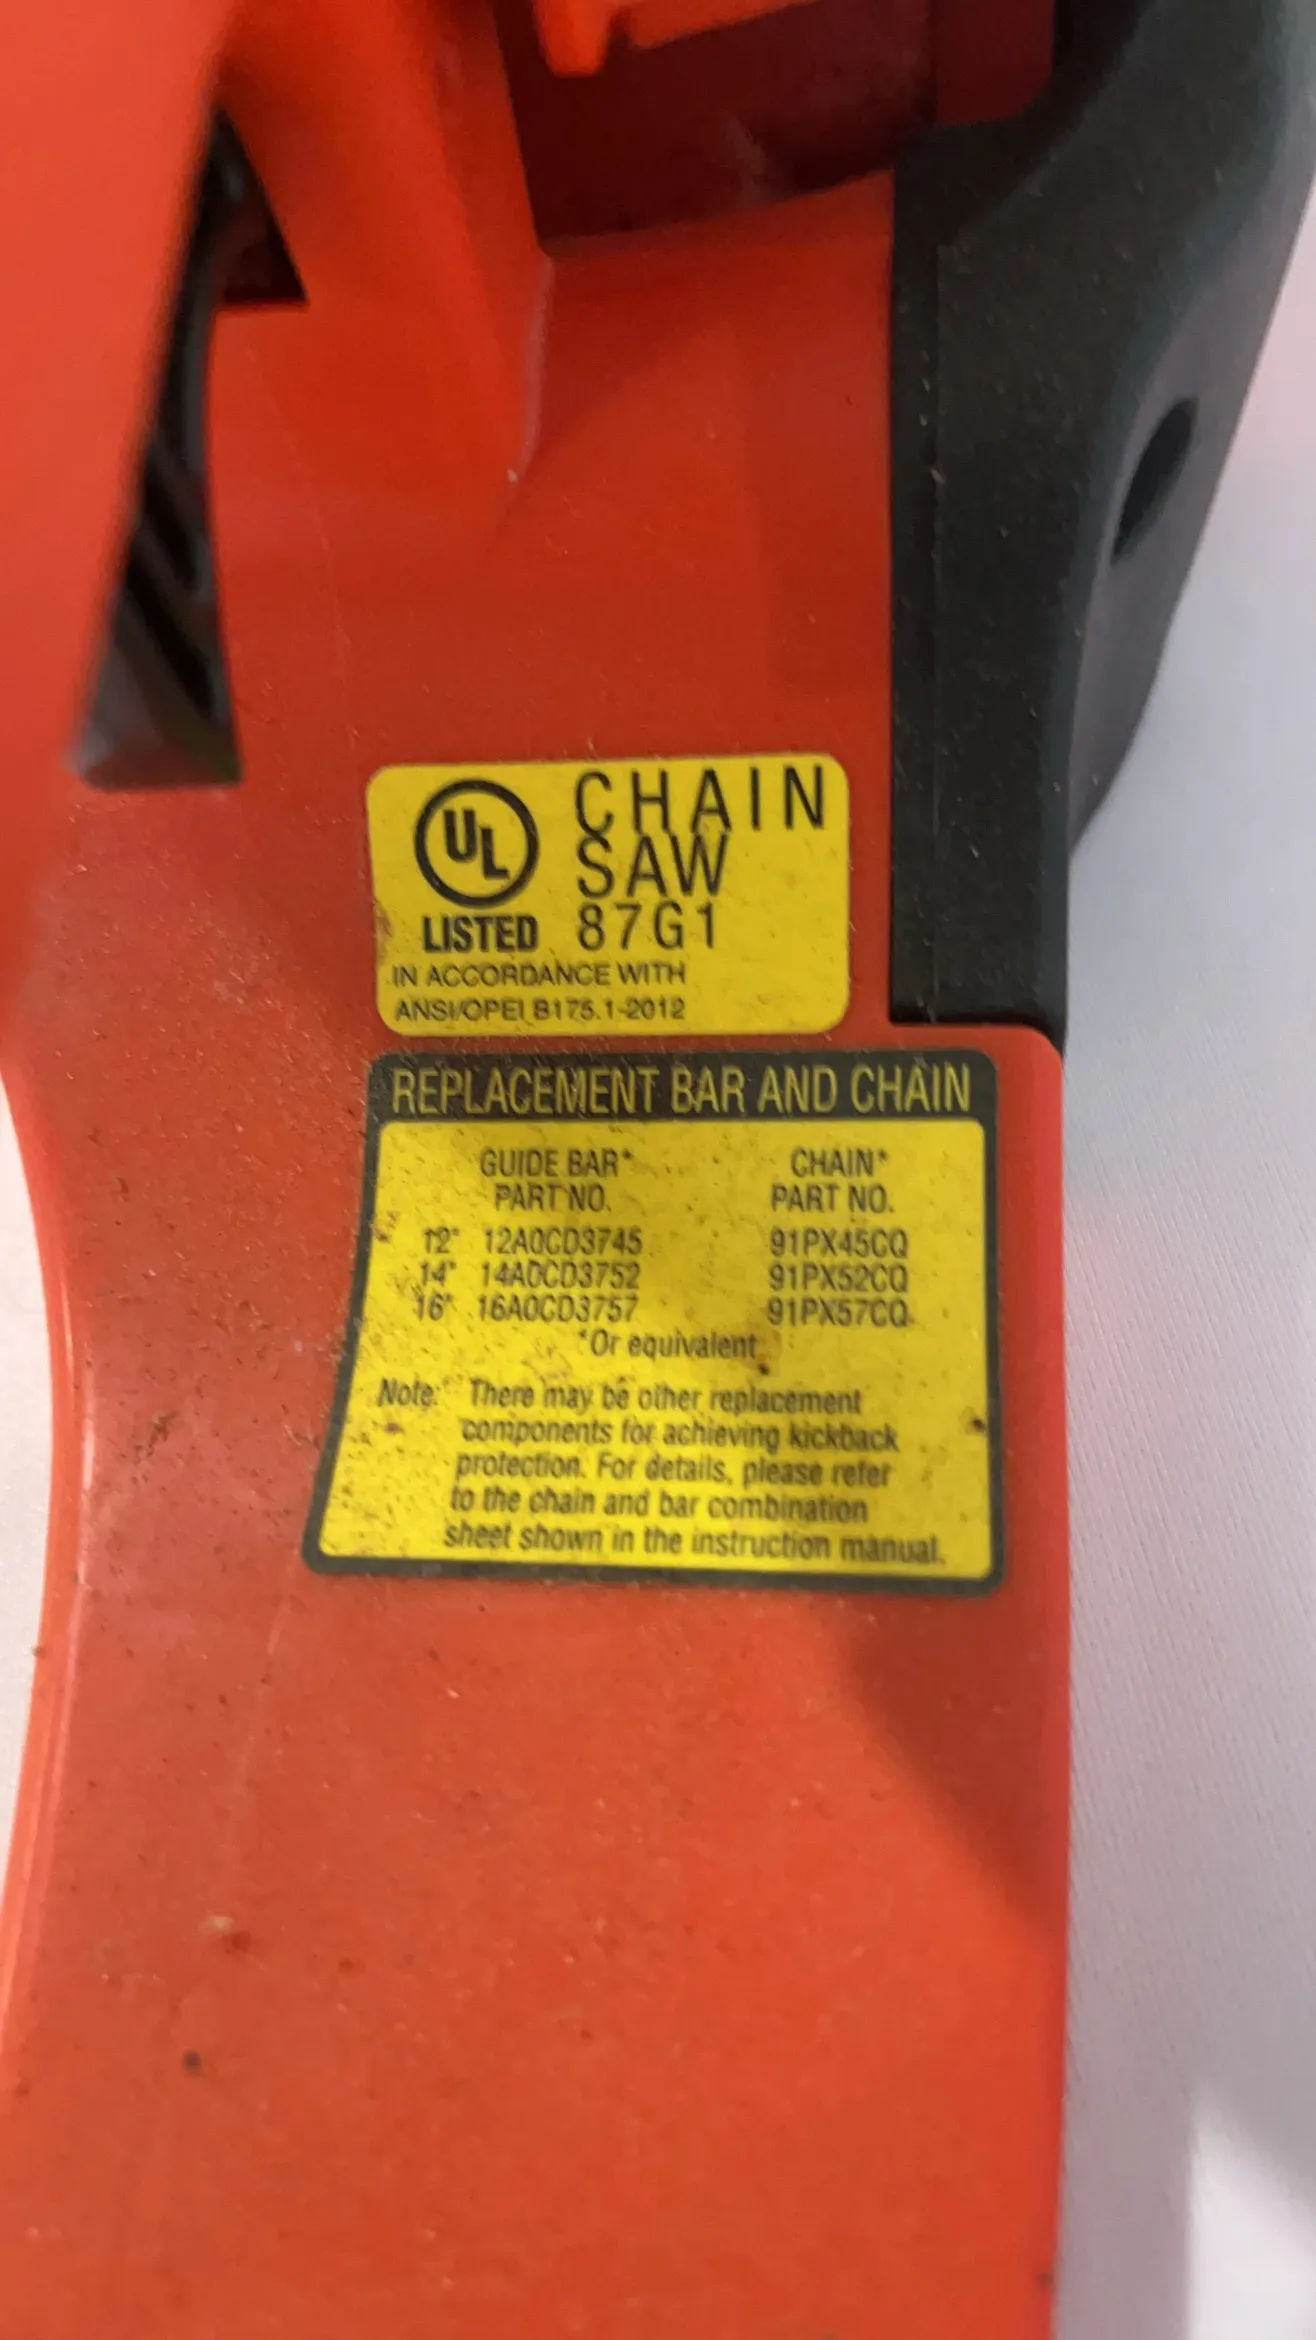 UL CHAIN
SAW
LISTED 87G1
IN ACCORDANCE WITH
ANSI/OPEI B175.1-2012
REPLACEMENT BAR AND CHAIN
GUIDE BAR* CHAIN*
PART NO. PART NO.
12" 12A0CD3745 91PX45CQ
14" 14A0CD3752 91PX52CQ
16" 16A0CD3757 91PX57CQ
*Or equivalent
Note: There may be other replacement
components for achieving kickback
protection. For details, please refer
to the chain and bar combination
sheet shown in the instruction manual.